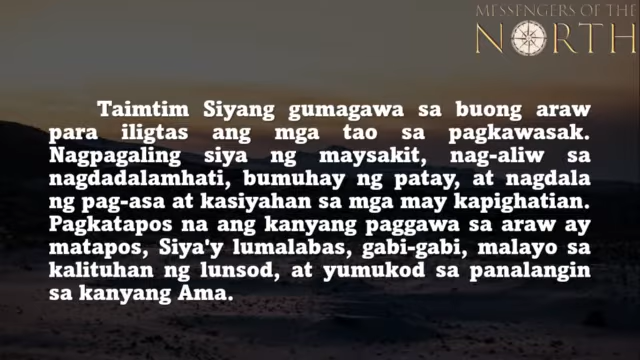 MESSENGERS OF THE
NORTH
Taimtim Siyang gumagawa sa buong araw
para iligtas ang mga tao sa pagkawasak.
Nagpagaling siya ng maysakit, nag-aliw sa
nagdadalamhati, bumuhay ng patay, at nagdala
ng pag-asa at kasiyahan sa mga may kapighatian.
Pagkatapos na ang kanyang paggawa sa araw ay
matapos, Siya'y lumalabas, gabi-gabi, malayo sa
kalituhan ng lunsod, at yumukod sa panalangin
sa kanyang Ama.